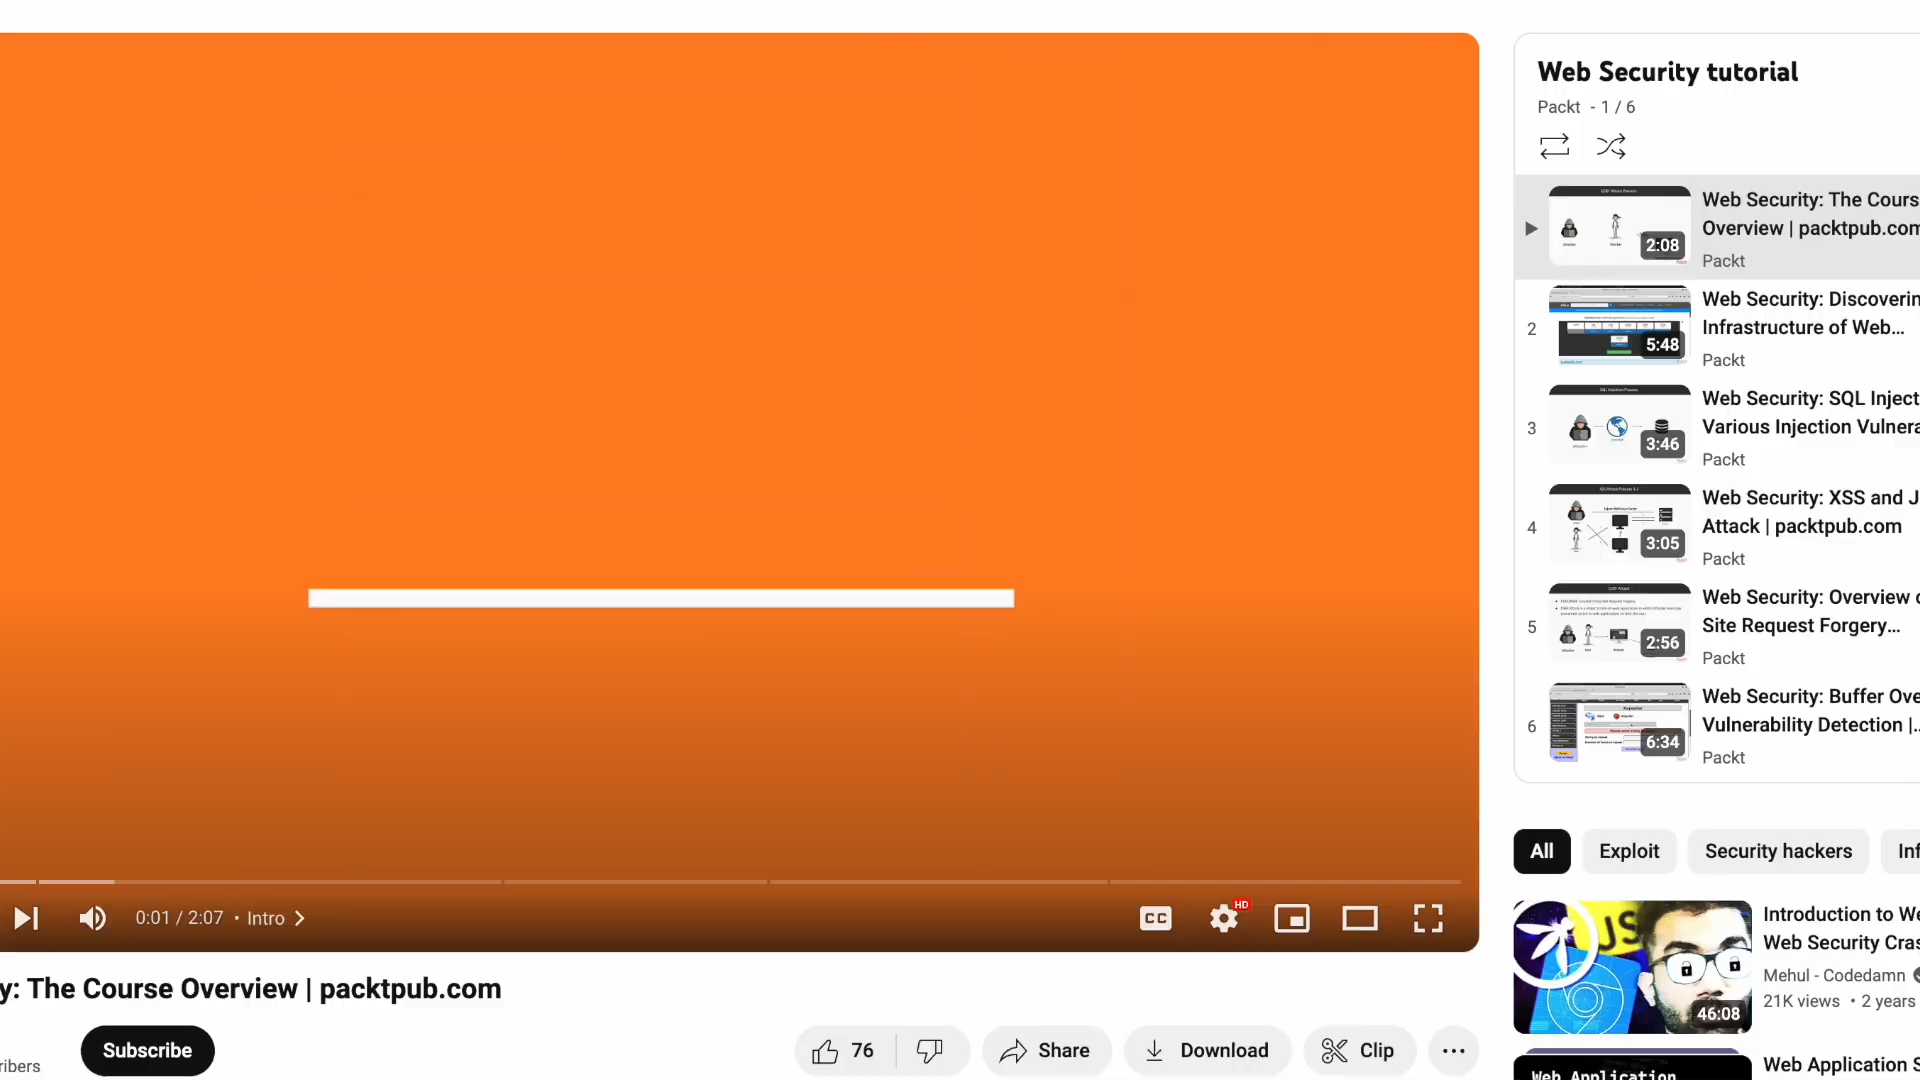 Web Security tutorial
Packt - 1 / 6
Web Security: The Cours
Overview | packtpub.com
2:08
Packt
2
Web Security: Discoverin
Infrastructure of Web...
5:48
Packt
3
Web Security: SQL Inject
Various Injection Vulnera
3:46
Packt
4
Web Security: XSS and J
Attack | packtpub.com
3:05
Packt
5
Web Security: Overview o
Site Request Forgery...
2:56
Packt
6
Web Security: Buffer Ove
Vulnerability Detection |..
6:34
Packt
All Exploit Security hackers Inf
Introduction to We
Web Security Cras
Mehul - Codedamn
21K views • 2 years
JS
46:08
Web Application S
Web Application
0:01 / 2:07 • Intro
CC
HD
y: The Course Overview | packtpub.com
ribers
Subscribe
76
Share
Download
Clip